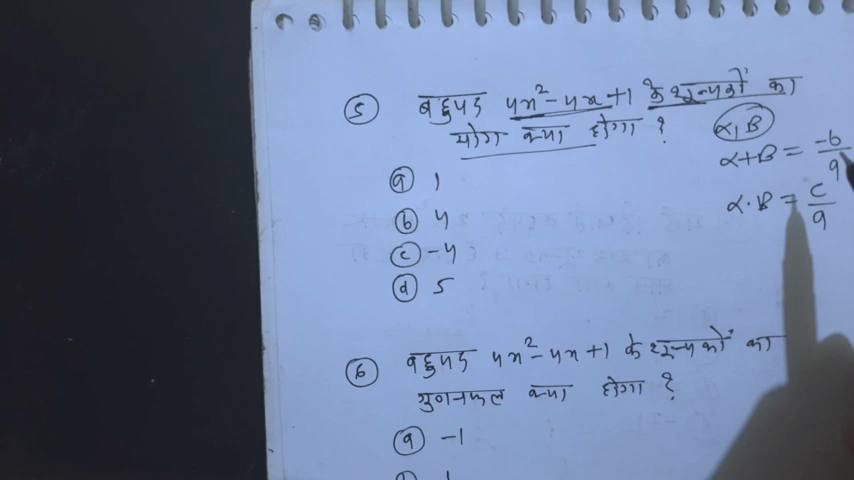 5 बहुपद 4x² - 4x + 1 के शून्यकों का
योग क्या होगा ?
α, β
α + β = -b/a
α · β = c/a
a 1
b 4
c -4
d 5
6 बहुपद 4x² - 4x + 1 के शून्यकों का
गुणनफल क्या होगा ?
a -1